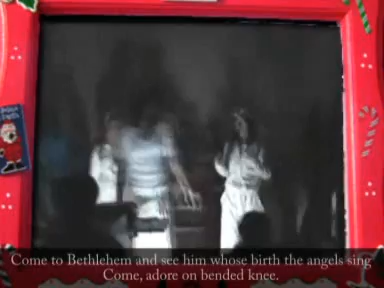 Come to Bethlehem and see him whose birth the angels sing
Come, adore on bended knee.